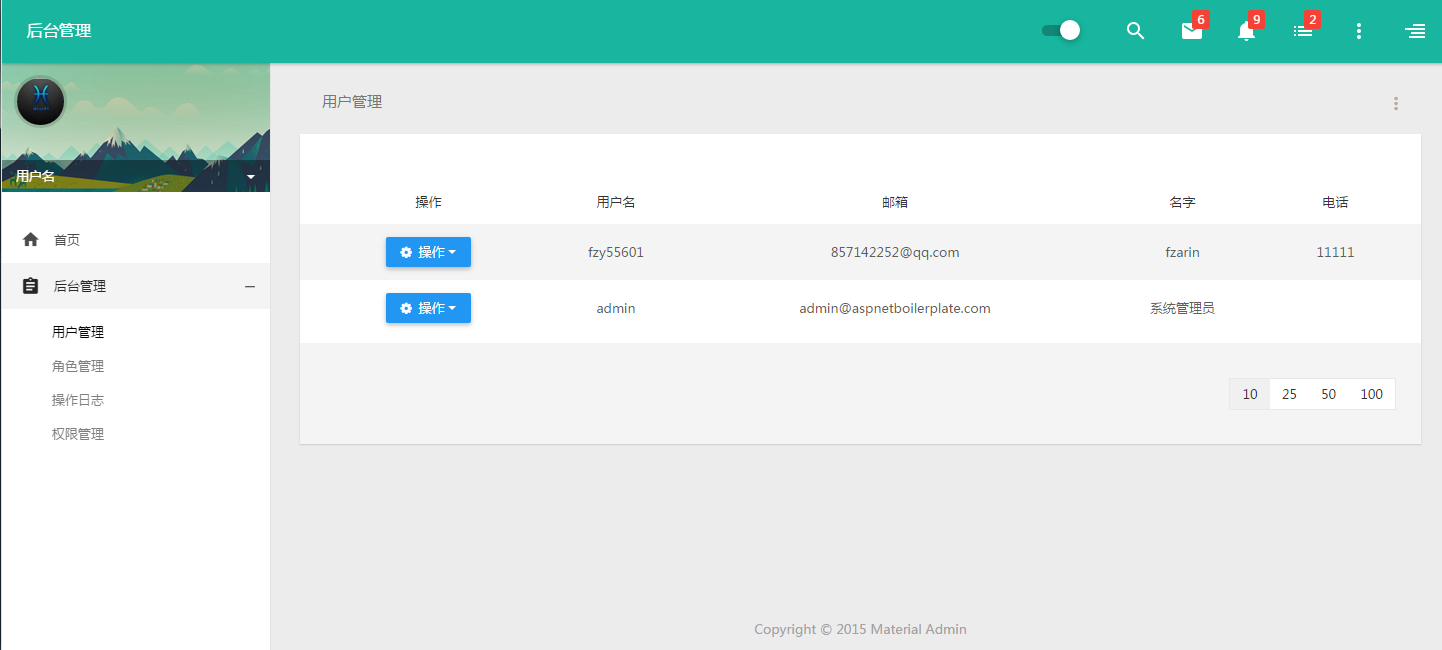 后台管理
6
9
2
用户名
首页
后台管理
用户管理
角色管理
操作日志
权限管理
用户管理
操作 用户名 邮箱 名字 电话
操作 fzy55601 857142252@qq.com fzarin 11111
操作 admin admin@aspnetboilerplate.com 系统管理员
10 25 50 100
Copyright © 2015 Material Admin